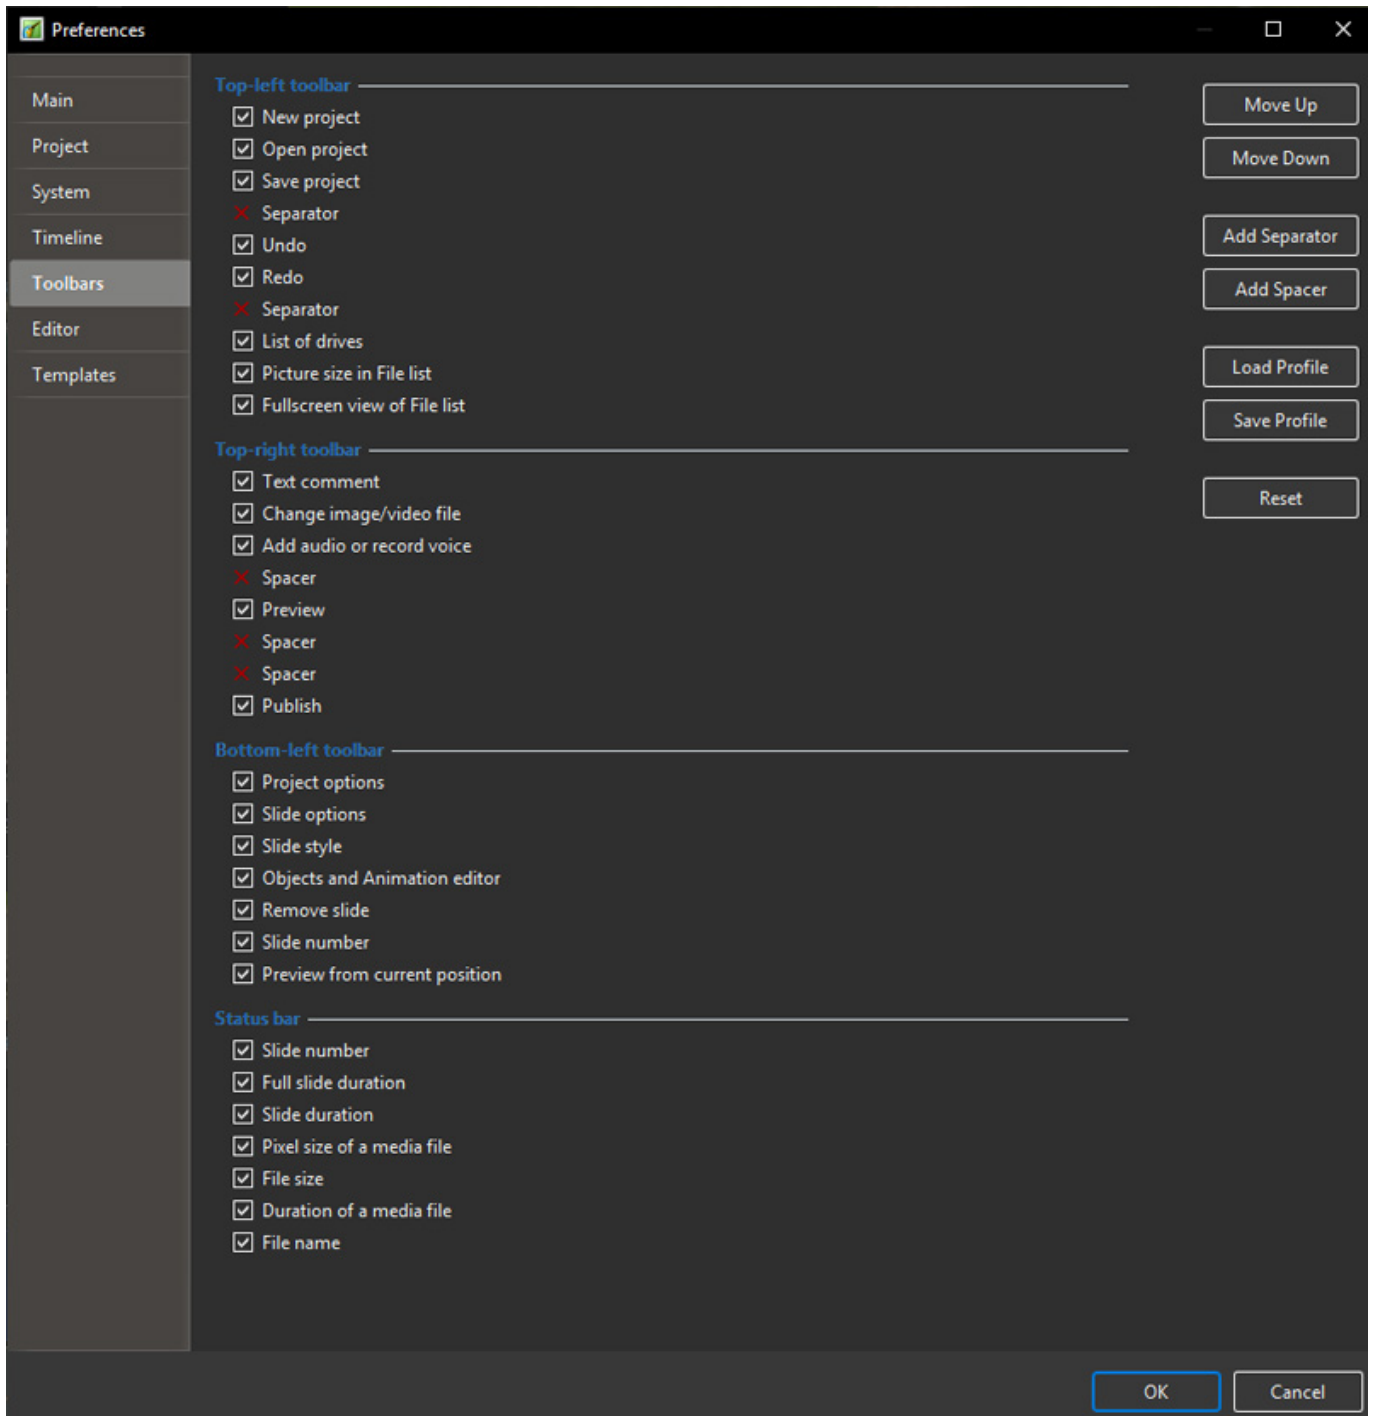 Preferences
Main
Project
System
Timeline
Toolbars
Editor
Templates
Top-left toolbar
New project
Open project
Save project
Separator
Undo
Redo
Separator
List of drives
Picture size in File list
Fullscreen view of File list
Top-right toolbar
Text comment
Change image/video file
Add audio or record voice
Spacer
Preview
Spacer
Spacer
Publish
Bottom-left toolbar
Project options
Slide options
Slide style
Objects and Animation editor
Remove slide
Slide number
Preview from current position
Status bar
Slide number
Full slide duration
Slide duration
Pixel size of a media file
File size
Duration of a media file
File name
Move Up
Move Down
Add Separator
Add Spacer
Load Profile
Save Profile
Reset
OK
Cancel